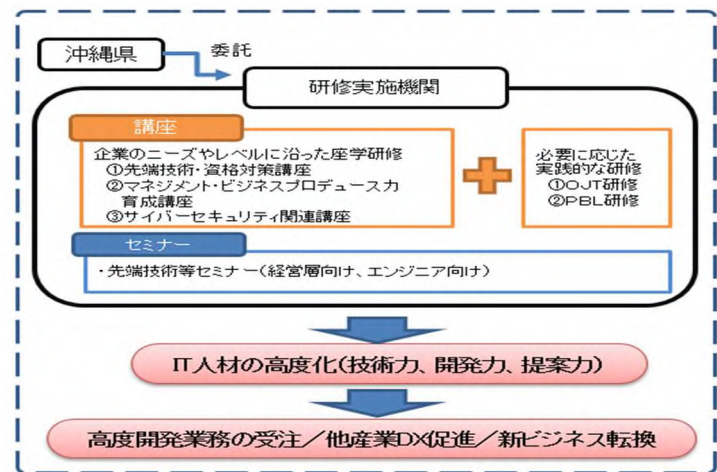 沖縄県
委託
研修実施機関
講座
企業のニーズやレベルに沿った座学研修
①先端技術・資格対策講座
②マネジメント・ビジネスプロデュース力
育成講座
③サイバーセキュリティ関連講座
必要に応じた
実践的な研修
①OJT研修
②PBL研修
セミナー
・先端技術等セミナー(経営層向け、エンジニア向け)
IT人材の高度化(技術力、開発力、提案力)
高度開発業務の受注/他産業DX促進/新ビジネス転換